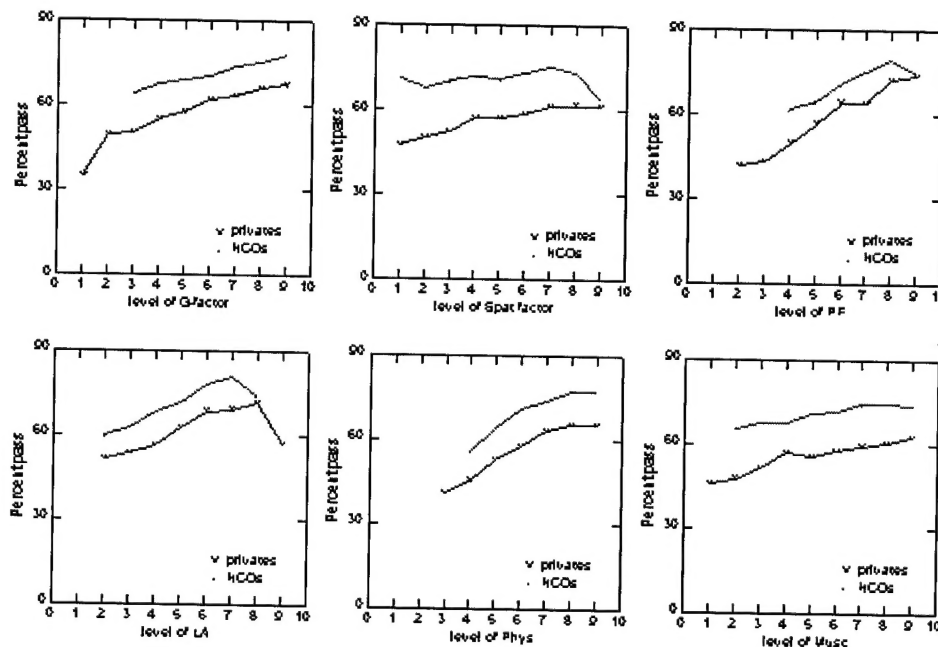 90
60
30
0
Percent pass
privates
NCOs
0 1 2 3 4 5 6 7 8 9 10
level of G-factor
90
60
30
0
Percent pass
privates
NCOs
0 1 2 3 4 5 6 7 8 9 10
level of Spat factor
90
60
30
0
Percent pass
privates
NCOs
0 1 2 3 4 5 6 7 8 9 10
level of
90
60
30
0
Percent pass
privates
NCOs
0 1 2 3 4 5 6 7 8 9 10
level of LA
90
60
30
0
Percent pass
privates
NCOs
0 1 2 3 4 5 6 7 8 9 10
level of Phys
90
60
30
0
Percent pass
privates
NCOs
0 1 2 3 4 5 6 7 8 9 10
level of Musc